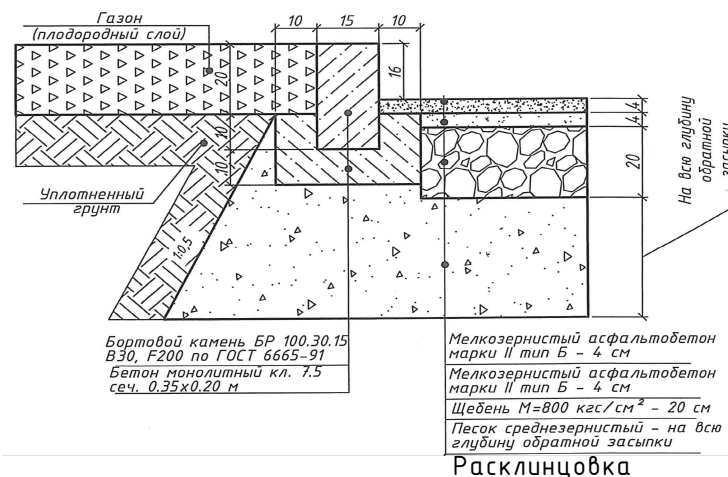 Газон
(плодородный слой)
10 15 10
20
16
4
4
10
10
20
На всю глубину
обратной
засыпки
Уплотненный
грунт
1:0,5
Бортовой камень БР 100.30.15
В30, F200 по ГОСТ 6665-91
Бетон монолитный кл. 7.5
сеч. 0.35х0.20 м
Мелкозернистый асфальтобетон
марки II тип Б - 4 см
Мелкозернистый асфальтобетон
марки II тип Б - 4 см
Щебень М=800 кгс/см² - 20 см
Песок среднезернистый - на всю
глубину обратной засыпки
Расклинцовка